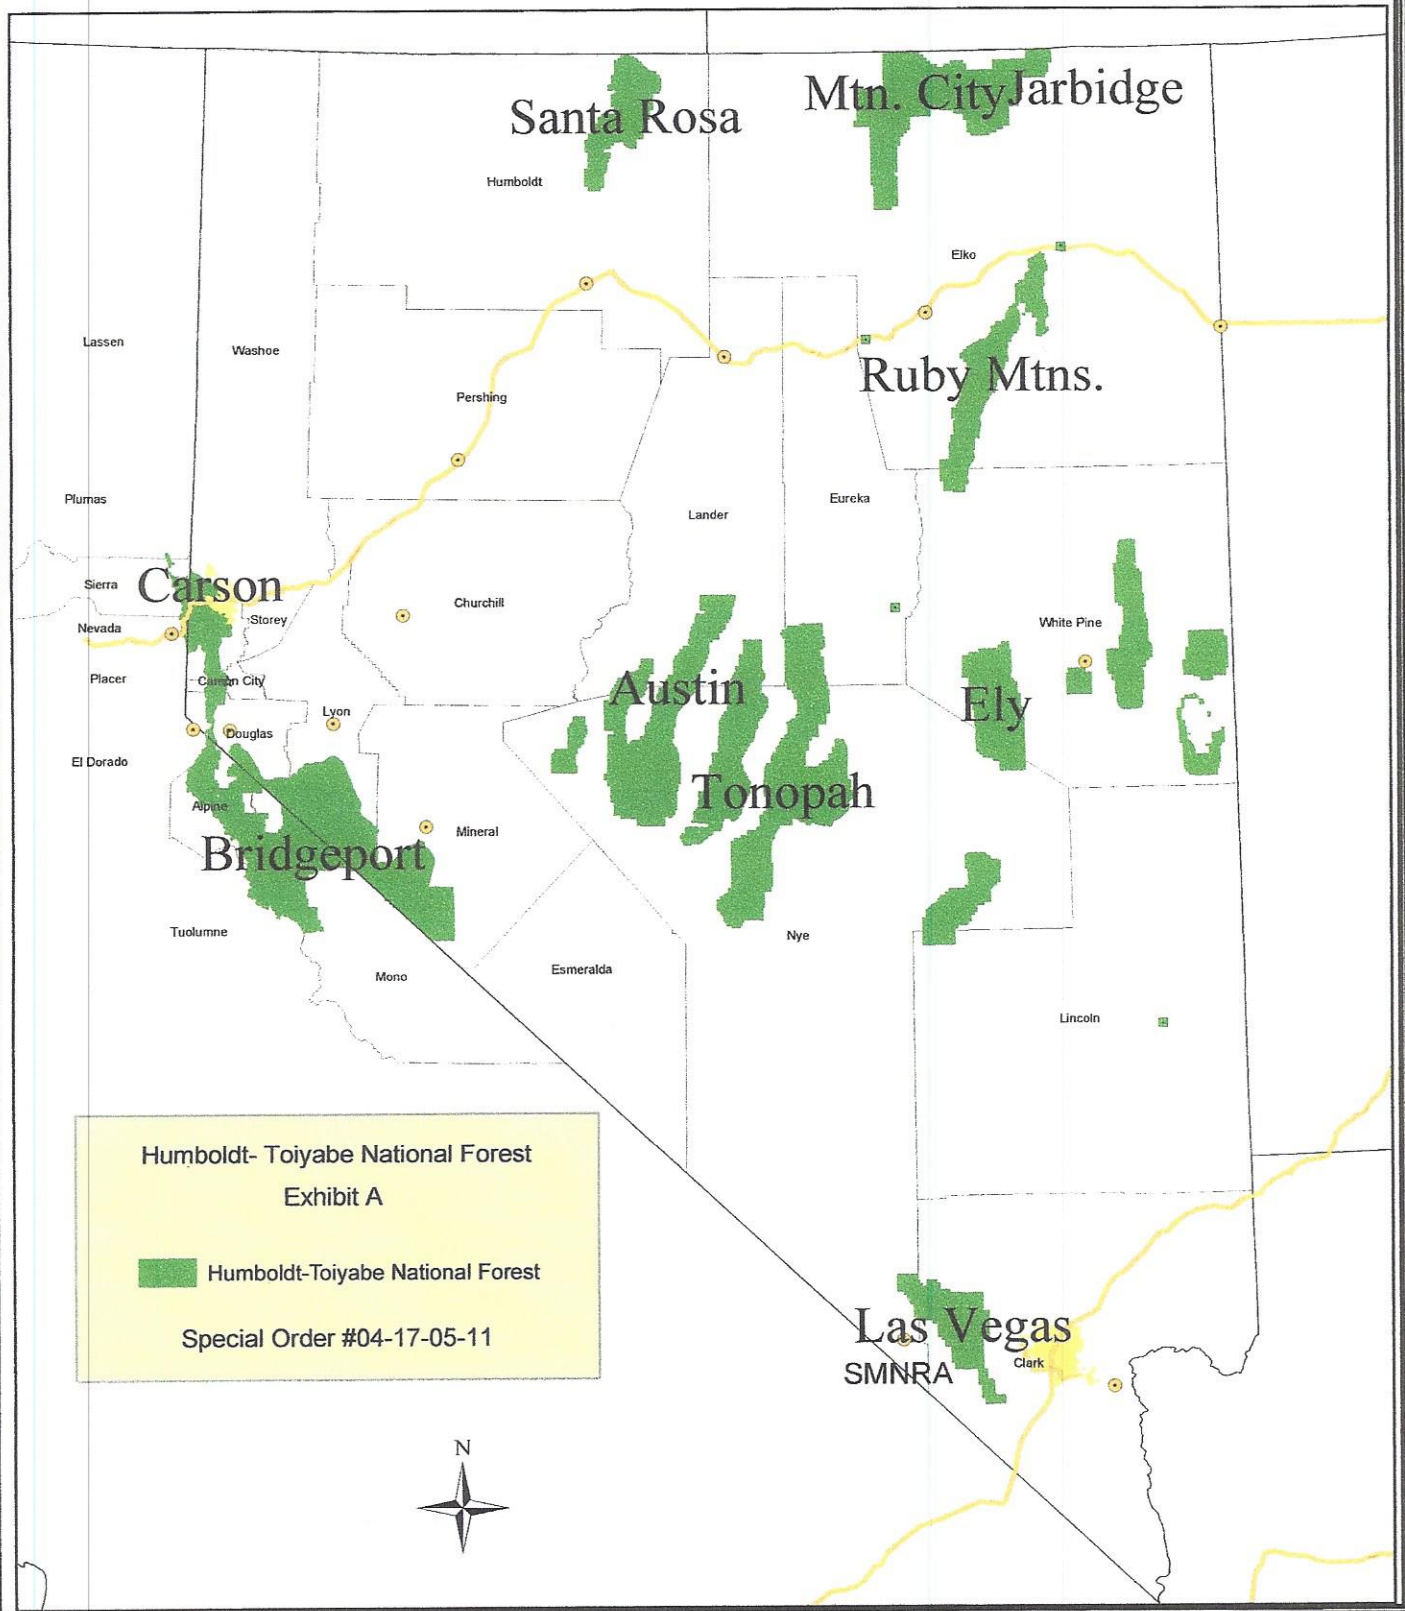 Santa Rosa
Mtn. City Jarbidge
Humboldt
Elko
Lassen
Washoe
Ruby Mtns.
Pershing
Plumas
Eureka
Lander
Sierra
Carson
Churchill
Storey
White Pine
Nevada
Placer
Carson City
Austin
Ely
Lyon
Douglas
El Dorado
Tonopah
Alpine
Mineral
Bridgeport
Tuolumne
Nye
Mono
Esmeralda
Lincoln
Humboldt- Toiyabe National Forest
Exhibit A
Humboldt-Toiyabe National Forest
Special Order #04-17-05-11
Las Vegas
Clark
SMNRA
N